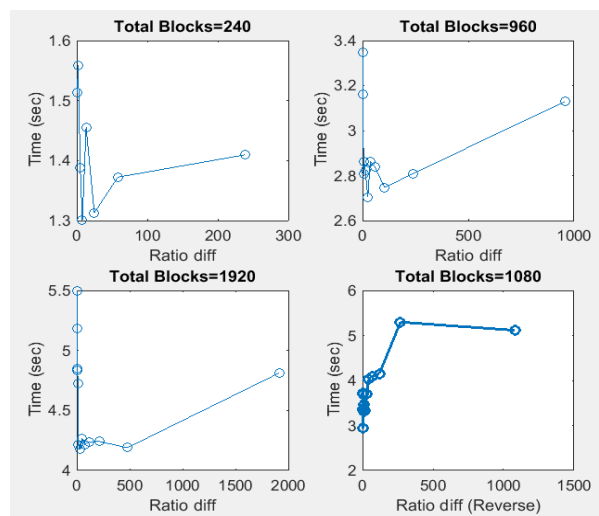 Total Blocks=240
1.6
1.5
1.4
1.3
Time (sec)
0 100 200 300
Ratio diff
Total Blocks=960
3.4
3.2
3
2.8
2.6
Time (sec)
0 500 1000
Ratio diff
Total Blocks=1920
5.5
5
4.5
4
Time (sec)
0 500 1000 1500 2000
Ratio diff
Total Blocks=1080
6
5
4
3
2
Time (sec)
0 500 1000 1500
Ratio diff (Reverse)